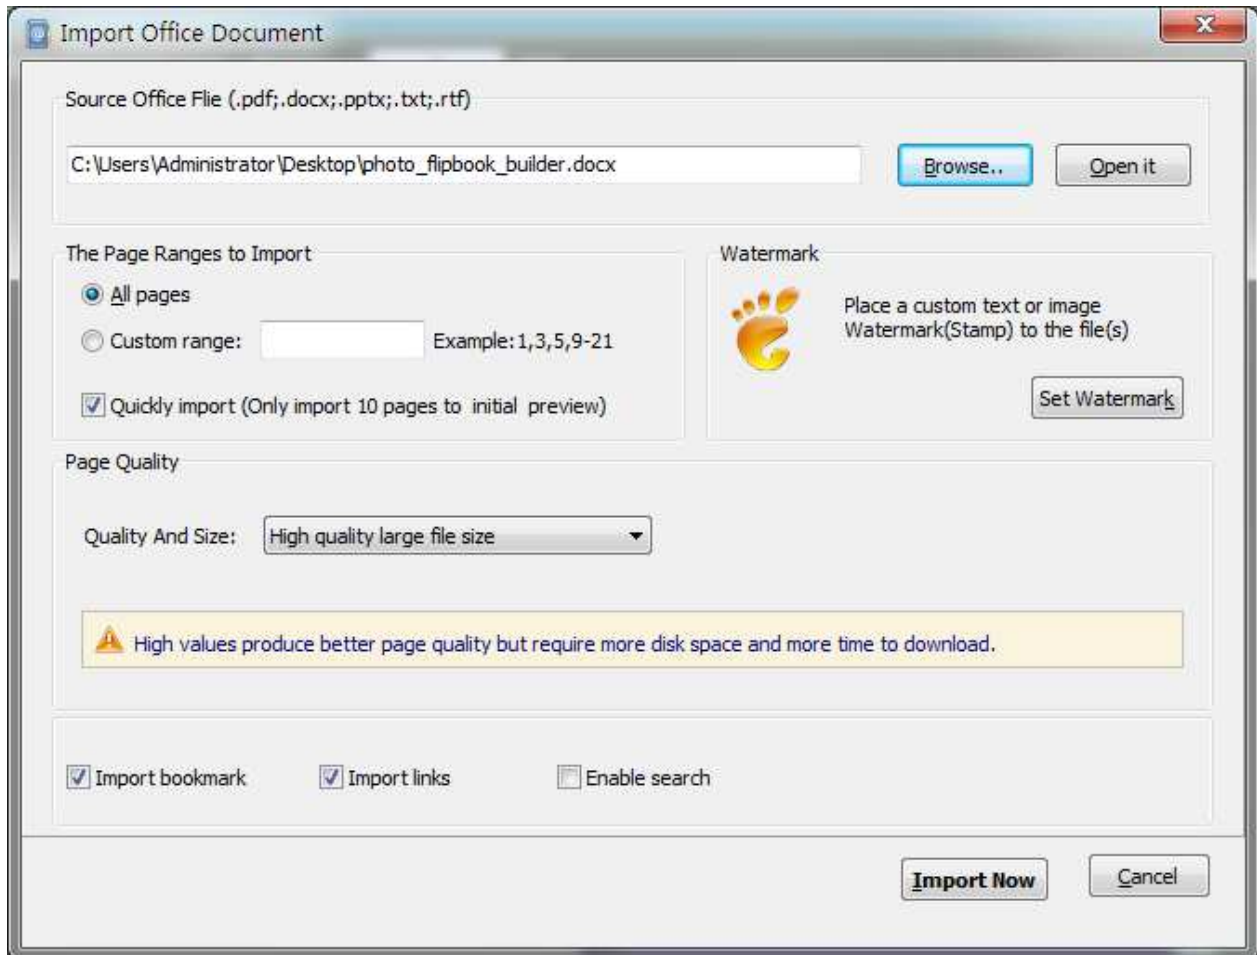 Import Office Document
Source Office Flie (.pdf;.docx;.pptx;.txt;.rtf)
C:\Users\Administrator\Desktop\photo_flipbook_builder.docx
Browse..
Open it
The Page Ranges to Import
All pages
Custom range:
Example:1,3,5,9-21
Quickly import (Only import 10 pages to initial preview)
Watermark
Place a custom text or image
Watermark(Stamp) to the file(s)
Set Watermark
Page Quality
Quality And Size:
High quality large file size
High values produce better page quality but require more disk space and more time to download.
Import bookmark
Import links
Enable search
Import Now
Cancel